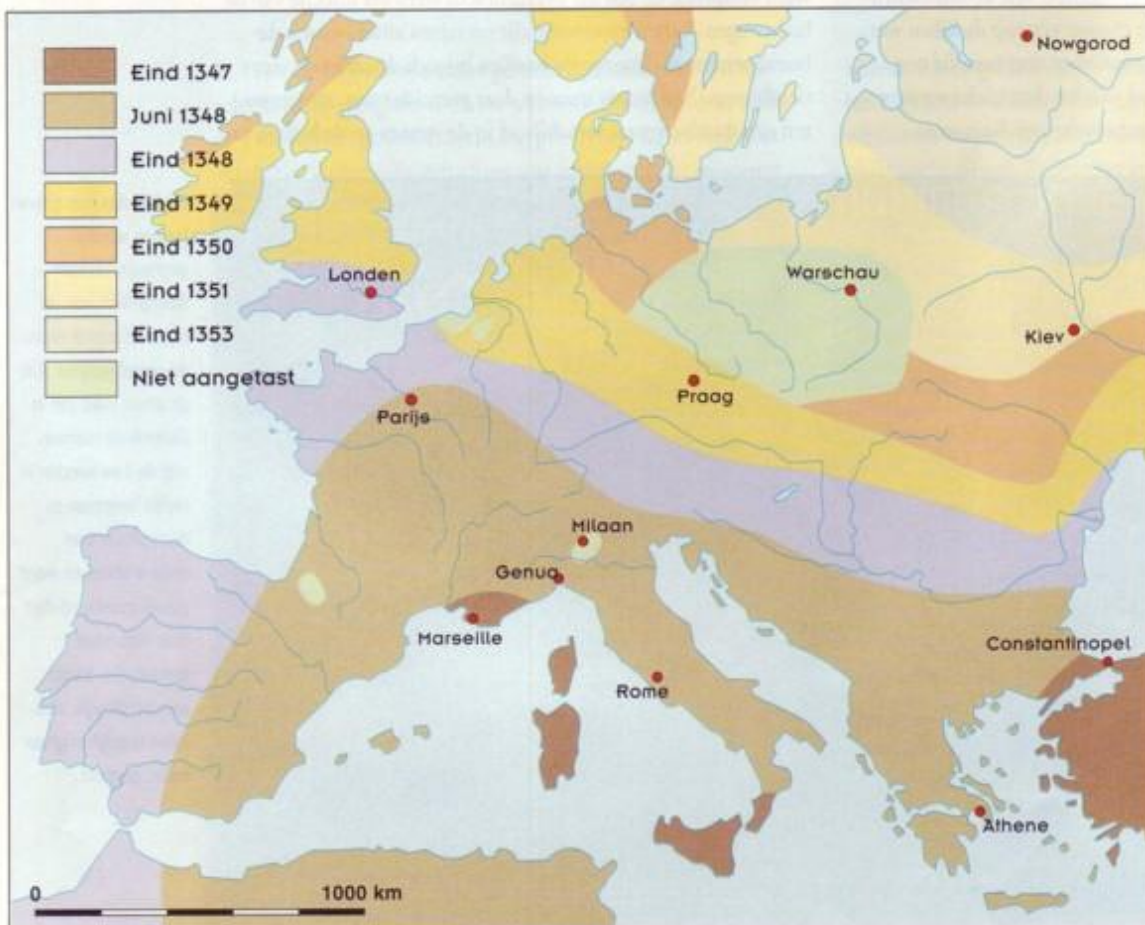 Eind 1347
Juni 1348
Eind 1348
Eind 1349
Eind 1350
Eind 1351
Eind 1353
Niet aangetast
Nowgorod
Londen
Warschau
Kiev
Praag
Parijs
Milaan
Genua
Marseille
Rome
Constantinopel
Athene
0 1000 km